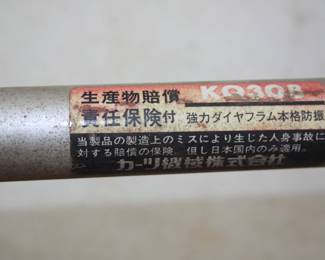 生産物賠償 KQ30B
責任保険付 強力ダイヤフラム本格防振
当製品の製造上のミスにより生じた人身事故に
対する賠償の保険。但し日本国内のみ適用。
カーツ機械株式会社